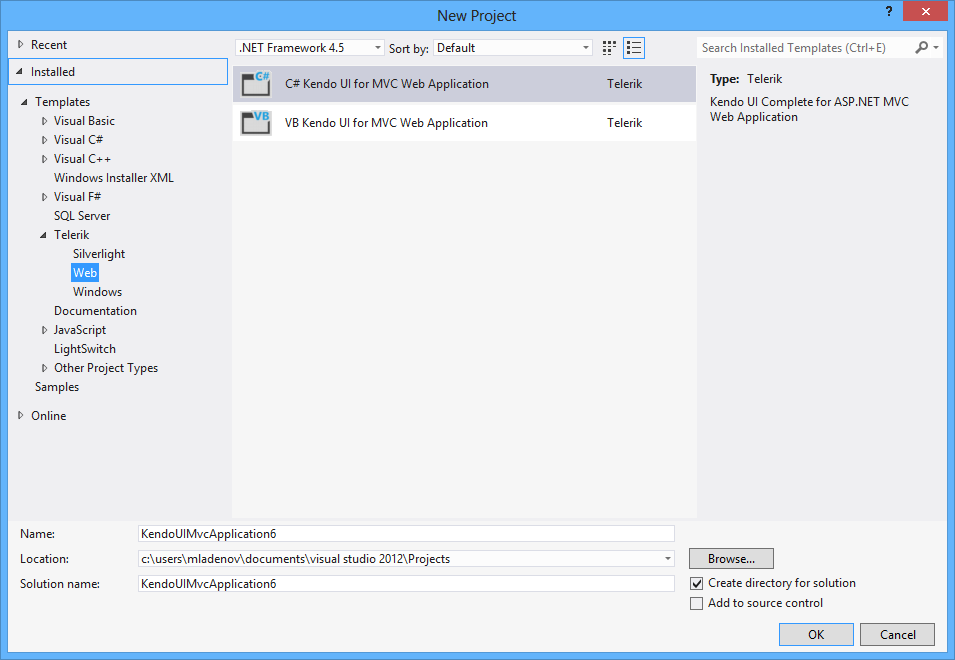 New Project
?
Recent
Installed
Templates
Visual Basic
Visual C#
Visual C++
Windows Installer XML
Visual F#
SQL Server
Telerik
Silverlight
Web
Windows
Documentation
JavaScript
LightSwitch
Other Project Types
Samples
Online
.NET Framework 4.5 Sort by: Default
C# C# Kendo UI for MVC Web Application Telerik
VB VB Kendo UI for MVC Web Application Telerik
Search Installed Templates (Ctrl+E)
Type: Telerik
Kendo UI Complete for ASP.NET MVC
Web Application
Name: KendoUIMvcApplication6
Location: c:\users\mladenov\documents\visual studio 2012\Projects Browse...
Solution name: KendoUIMvcApplication6 Create directory for solution
Add to source control
OK Cancel